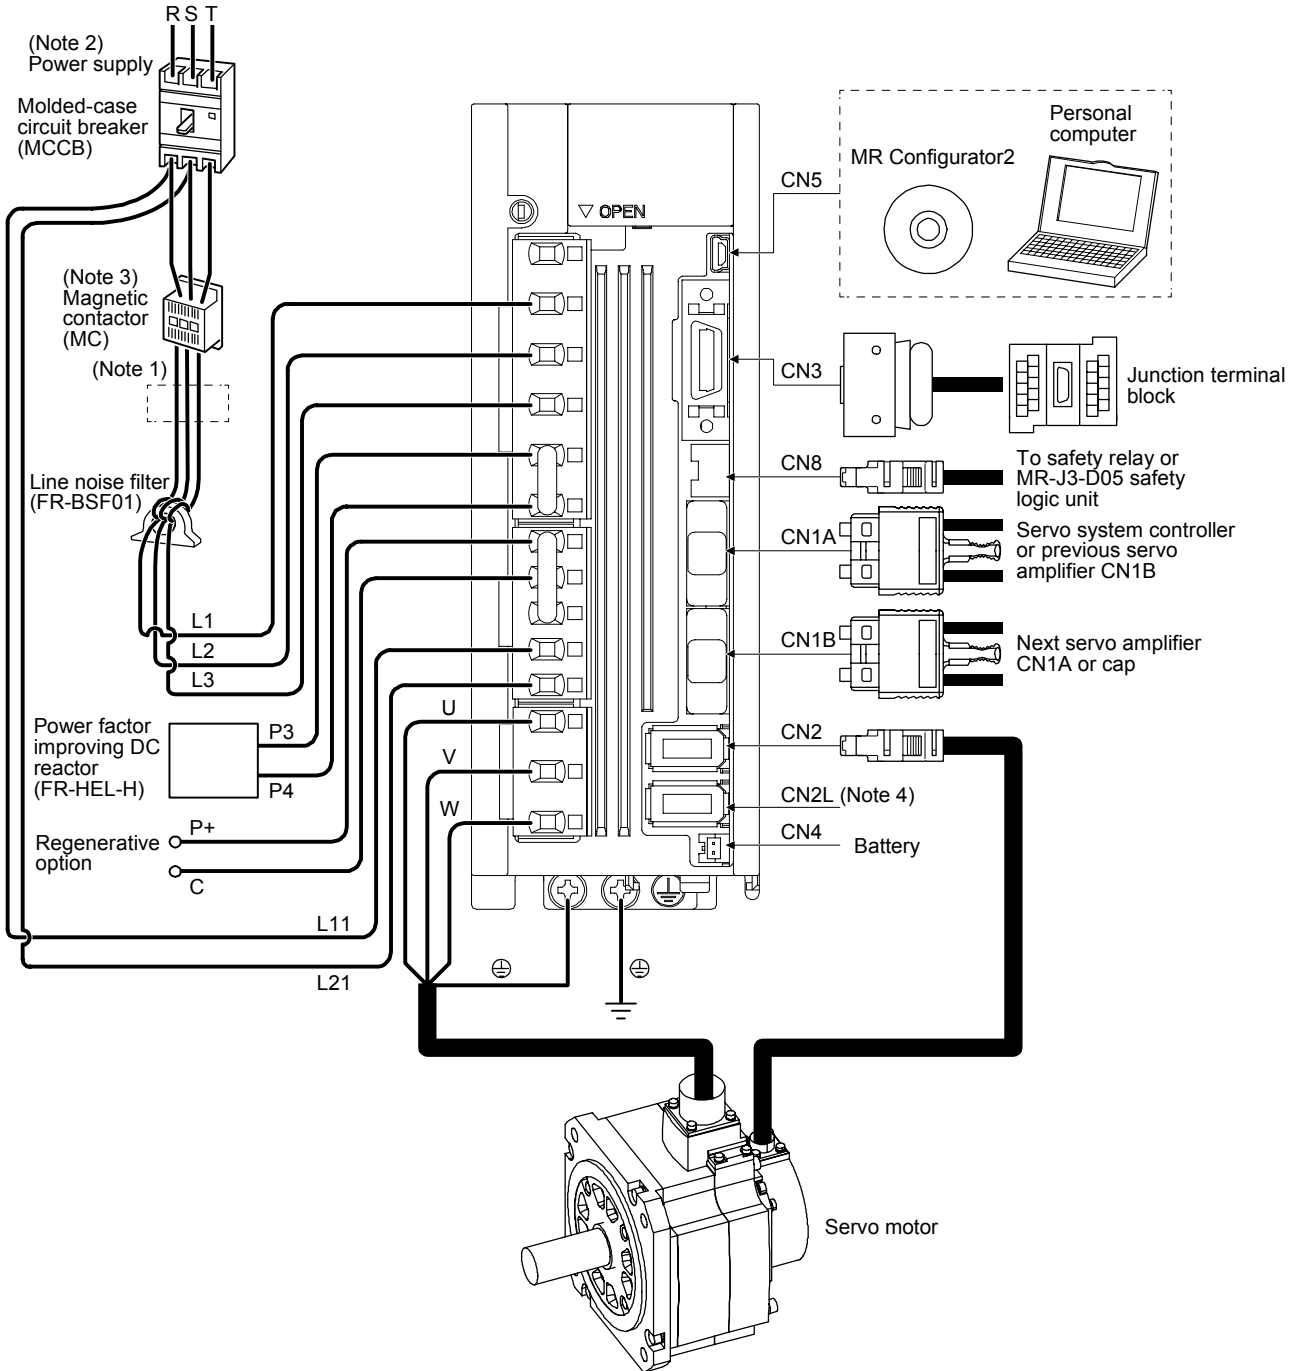 R S T
(Note 2)
Power supply
Molded-case
circuit breaker
(MCCB)
(Note 3)
Magnetic
contactor
(MC)
(Note 1)
Line noise filter
(FR-BSF01)
L1
L2
L3
Power factor
improving DC
reactor
(FR-HEL-H)
P3
P4
Regenerative
option
P+
C
L11
L21
U
V
W
OPEN
CN5
MR Configurator2
Personal
computer
CN3
Junction terminal
block
CN8
To safety relay or
MR-J3-D05 safety
logic unit
CN1A
Servo system controller
or previous servo
amplifier CN1B
CN1B
Next servo amplifier
CN1A or cap
CN2
CN2L (Note 4)
CN4
Battery
Servo motor